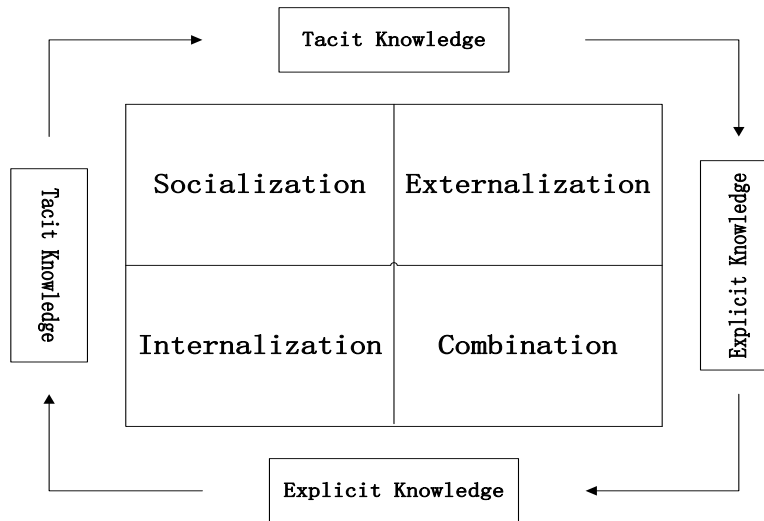 Tacit Knowledge
Socialization
Externalization
Tacit Knowledge
Explicit Knowledge
Internalization
Combination
Explicit Knowledge